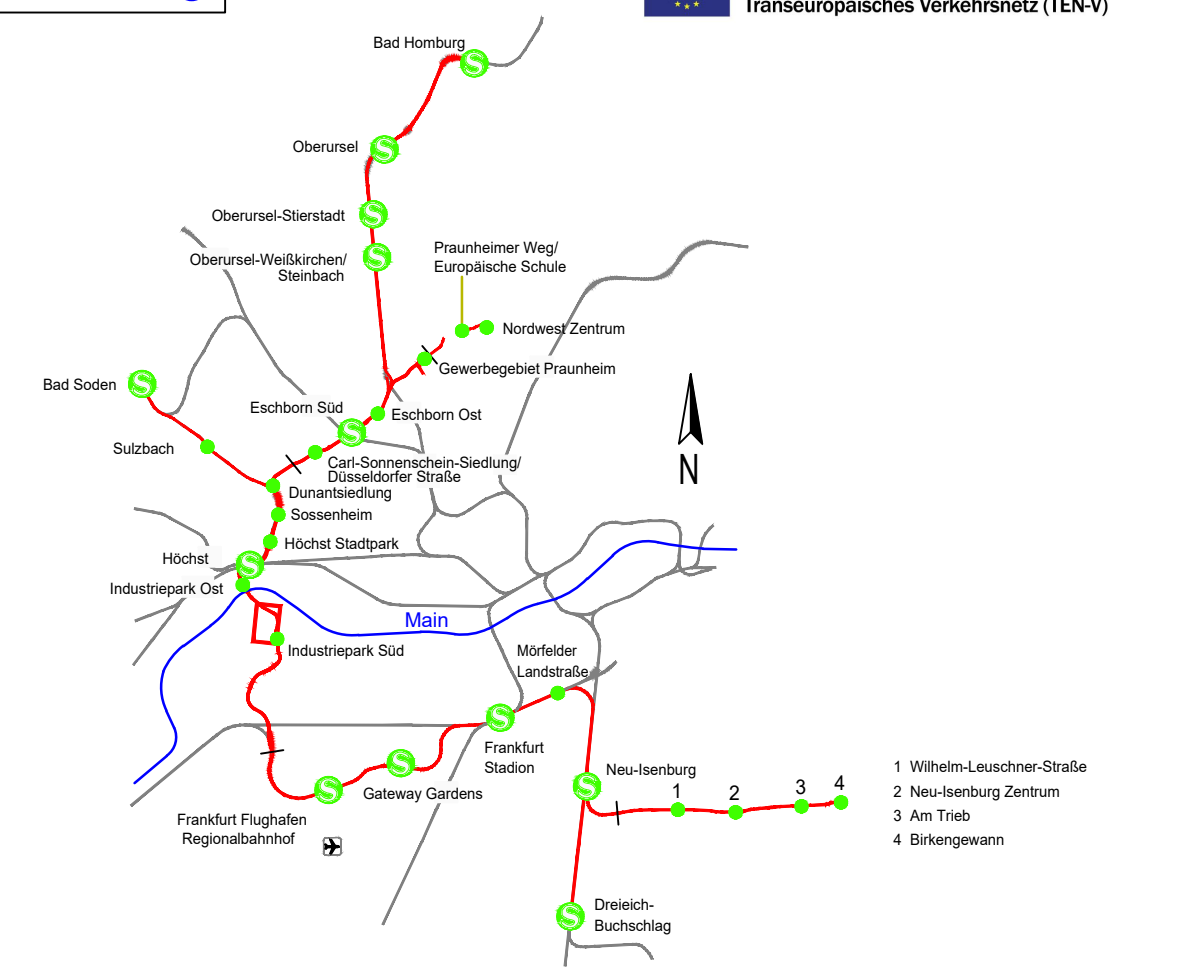 Transeuropäisches Verkehrsnetz (TEN-V)
Bad Homburg
Oberursel
Oberursel-Stierstadt
Oberursel-Weißkirchen/
Steinbach
Praunheimer Weg/
Europäische Schule
Nordwest Zentrum
Gewerbegebiet Praunheim
Bad Soden
Eschborn Süd
Eschborn Ost
Sulzbach
Carl-Sonnenschein-Siedlung/
Düsseldorfer Straße
Dunantsiedlung
Sossenheim
N
Höchst Stadtpark
Höchst
Industriepark Ost
Main
Industriepark Süd
Mörfelder
Landstraße
Frankfurt
Stadion
Gateway Gardens
Frankfurt Flughafen
Regionalbahnhof
Neu-Isenburg
1
2
3
4
1 Wilhelm-Leuschner-Straße
2 Neu-Isenburg Zentrum
3 Am Trieb
4 Birkengewann
Dreieich-
Buchschlag
S
S
S
S
S
S
S
S
S
S
S
S